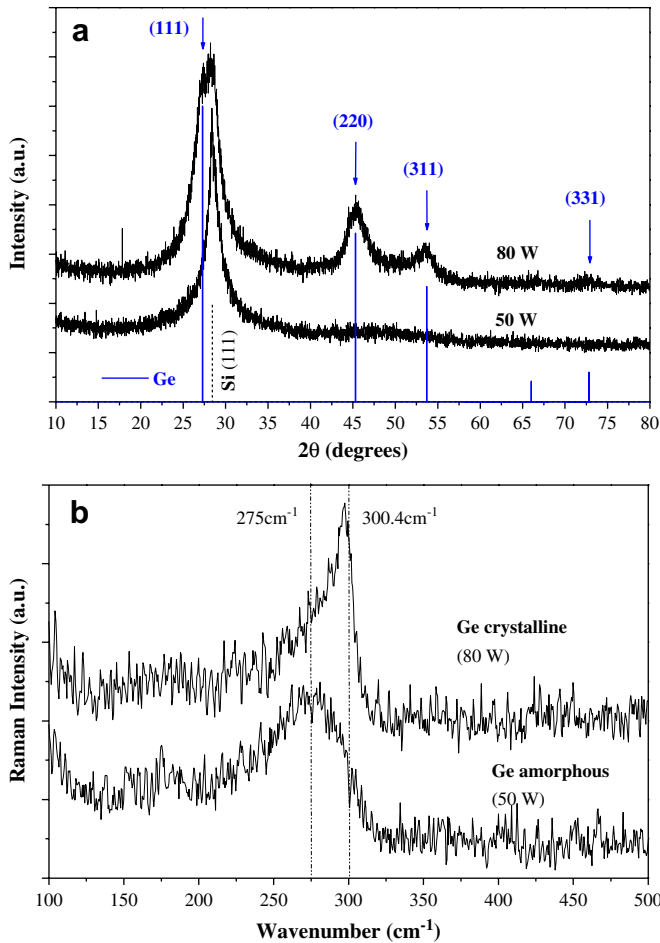 a
(111)
(220)
(311)
(331)
80 W
50 W
Ge
Si (111)
Intensity (a.u.)
10 15 20 25 30 35 40 45 50 55 60 65 70 75 80
2θ (degrees)
b
275cm⁻¹
300.4cm⁻¹
Ge crystalline
(80 W)
Ge amorphous
(50 W)
Raman Intensity (a.u.)
100 150 200 250 300 350 400 450 500
Wavenumber (cm⁻¹)